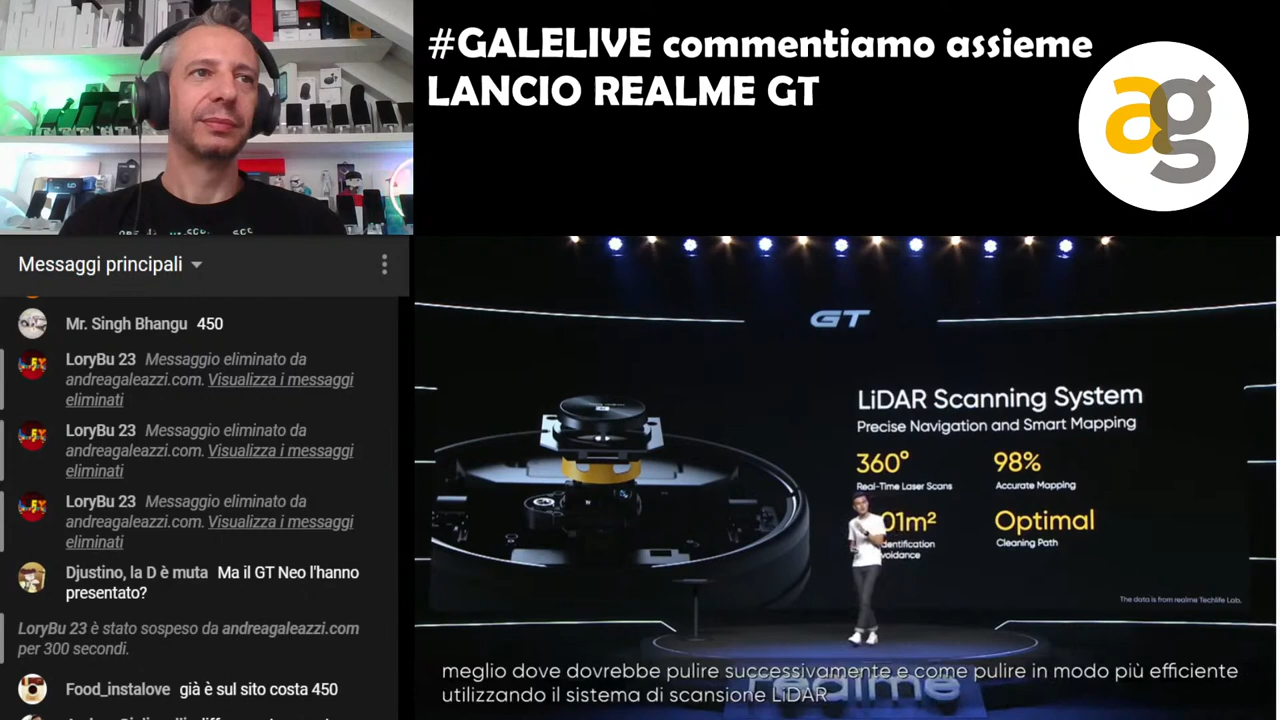 #GALELIVE commentiamo assieme
LANCIO REALME GT
ag
Messaggi principali
Mr. Singh Bhangu 450
LoryBu 23 Messaggio eliminato da
andreagaleazzi.com. Visualizza i messaggi
eliminati
LoryBu 23 Messaggio eliminato da
andreagaleazzi.com. Visualizza i messaggi
eliminati
LoryBu 23 Messaggio eliminato da
andreagaleazzi.com. Visualizza i messaggi
eliminati
Djustino, la D è muta Ma il GT Neo l'hanno
presentato?
LoryBu 23 è stato sospeso da andreagaleazzi.com
per 300 secondi.
Food_instalove già è sul sito costa 450
GT
LiDAR Scanning System
Precise Navigation and Smart Mapping
360° 98%
Real-Time Laser Scans Accurate Mapping
01m² Optimal
Cleaning Path
The data is from realme Techlife Lab.
meglio dove dovrebbe pulire successivamente e come pulire in modo più efficiente
utilizzando il sistema di scansione LiDAR
realme